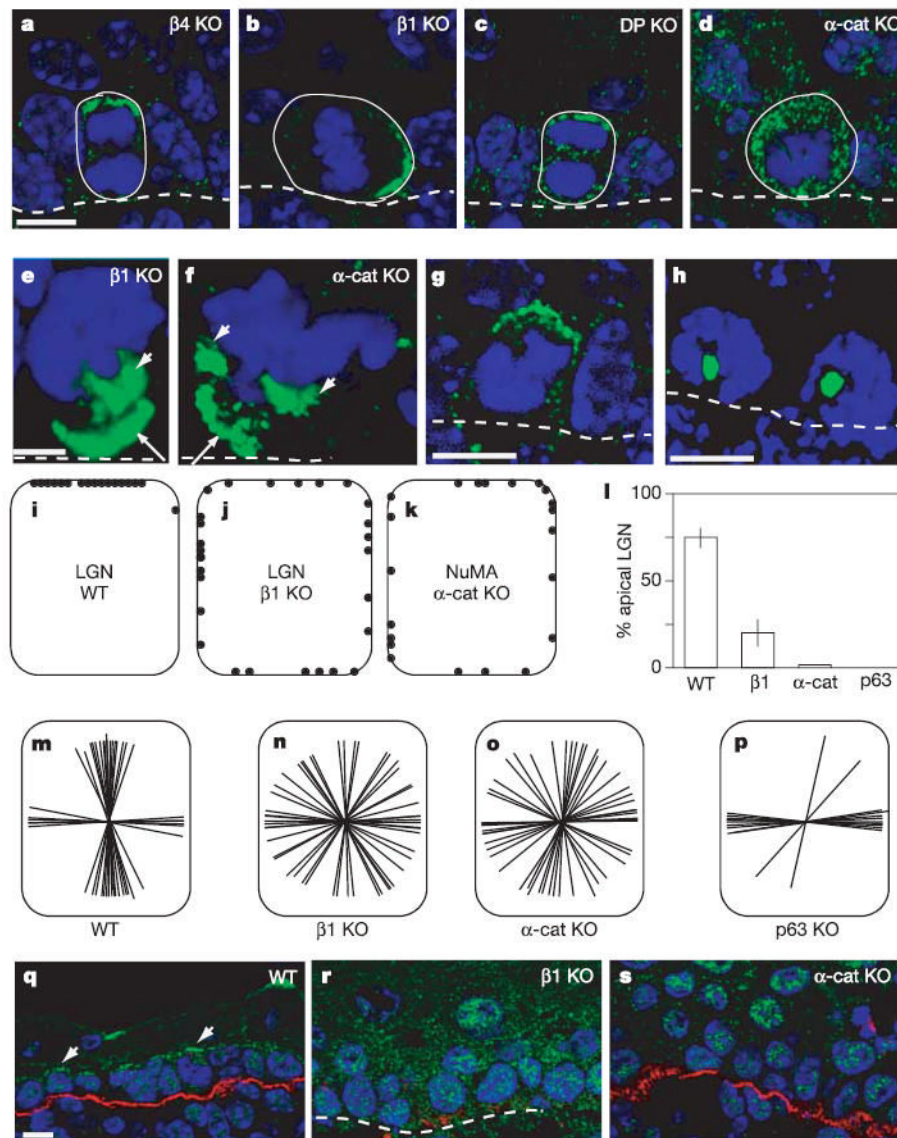 a β4 KO
b β1 KO
c DP KO
d α-cat KO
e β1 KO
f α-cat KO
g
h
i
LGN
WT
j
LGN
β1 KO
k
NuMA
α-cat KO
l
% apical LGN
100
50
0
WT β1 α-cat p63
m
WT
n
β1 KO
o
α-cat KO
p
p63 KO
q WT
r β1 KO
s α-cat KO